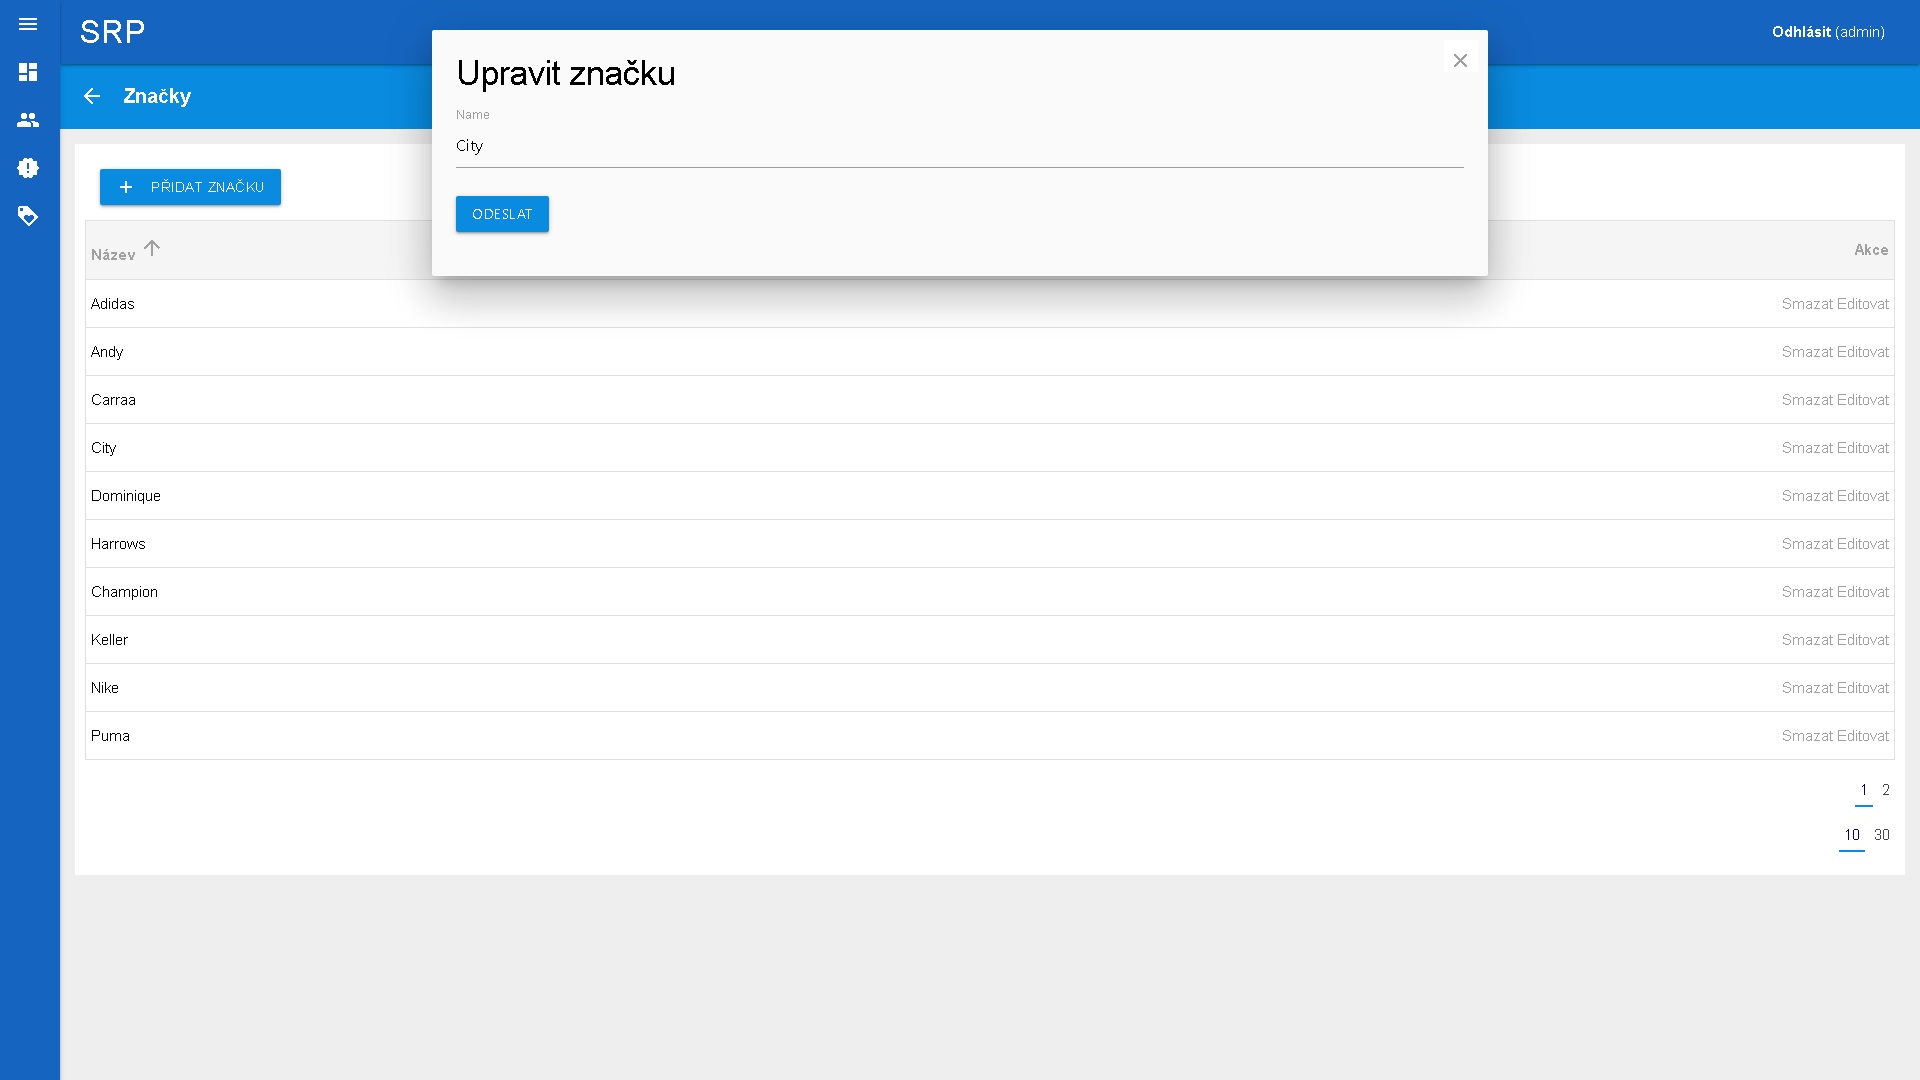 SRP
Odhlásit (admin)
Značky
Upravit značku
Name
City
ODESLAT
PŘIDAT ZNAČKU
Název
Akce
Adidas
Smazat Editovat
Andy
Smazat Editovat
Carraa
Smazat Editovat
City
Smazat Editovat
Dominique
Smazat Editovat
Harrows
Smazat Editovat
Champion
Smazat Editovat
Keller
Smazat Editovat
Nike
Smazat Editovat
Puma
Smazat Editovat
1 2
10 30